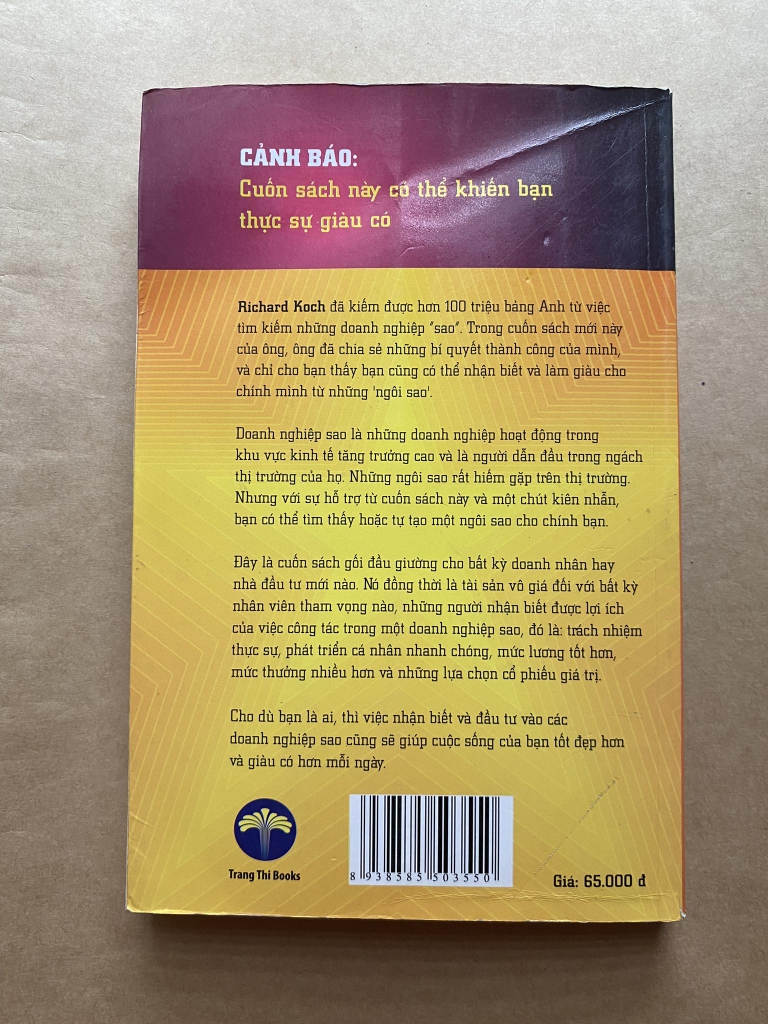 CẢNH BÁO:
Cuốn sách này có thể khiến bạn
thực sự giàu có
Richard Koch đã kiếm được hơn 100 triệu bảng Anh từ việc
tìm kiếm những doanh nghiệp "sao". Trong cuốn sách mới này
của ông, ông đã chia sẻ những bí quyết thành công của mình,
và chỉ cho bạn thấy bạn cũng có thể nhận biết và làm giàu cho
chính mình từ những 'ngôi sao'.
Doanh nghiệp sao là những doanh nghiệp hoạt động trong
khu vực kinh tế tăng trưởng cao và là người dẫn đầu trong ngách
thị trường của họ. Những ngôi sao rất hiếm gặp trên thị trường.
Nhưng với sự hỗ trợ từ cuốn sách này và một chút kiên nhẫn,
bạn có thể tìm thấy hoặc tự tạo một ngôi sao cho chính bạn.
Đây là cuốn sách gối đầu giường cho bất kỳ doanh nhân hay
nhà đầu tư mới nào. Nó đồng thời là tài sản vô giá đối với bất kỳ
nhân viên tham vọng nào, những người nhận biết được lợi ích
của việc công tác trong một doanh nghiệp sao, đó là: trách nhiệm
thực sự, phát triển cá nhân nhanh chóng, mức lương tốt hơn,
mức thưởng nhiều hơn và những lựa chọn cổ phiếu giá trị.
Cho dù bạn là ai, thì việc nhận biết và đầu tư vào các
doanh nghiệp sao cũng sẽ giúp cuộc sống của bạn tốt đẹp hơn
và giàu có hơn mỗi ngày.
Trang Thi Books
8 938585 503550
Giá: 65.000 đ